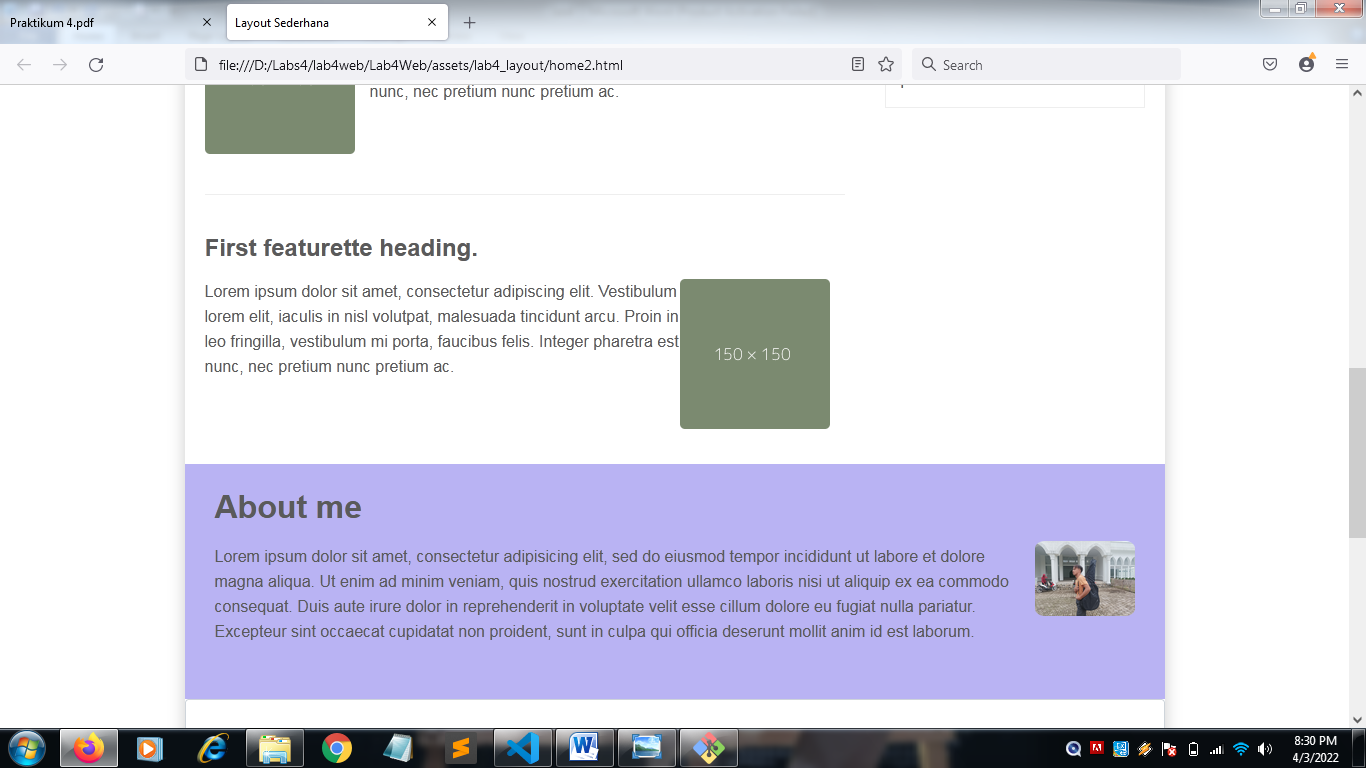 Praktikum 4.pdf
Layout Sederhana
file:///D:/Labs4/lab4web/Lab4Web/assets/lab4_layout/home2.html
Search
nunc, nec pretium nunc pretium ac.
First featurette heading.
Lorem ipsum dolor sit amet, consectetur adipiscing elit. Vestibulum
lorem elit, iaculis in nisl volutpat, malesuada tincidunt arcu. Proin in
leo fringilla, vestibulum mi porta, faucibus felis. Integer pharetra est
nunc, nec pretium nunc pretium ac.
150 × 150
About me
Lorem ipsum dolor sit amet, consectetur adipisicing elit, sed do eiusmod tempor incididunt ut labore et dolore
magna aliqua. Ut enim ad minim veniam, quis nostrud exercitation ullamco laboris nisi ut aliquip ex ea commodo
consequat. Duis aute irure dolor in reprehenderit in voluptate velit esse cillum dolore eu fugiat nulla pariatur.
Excepteur sint occaecat cupidatat non proident, sunt in culpa qui officia deserunt mollit anim id est laborum.
8:30 PM
4/3/2022